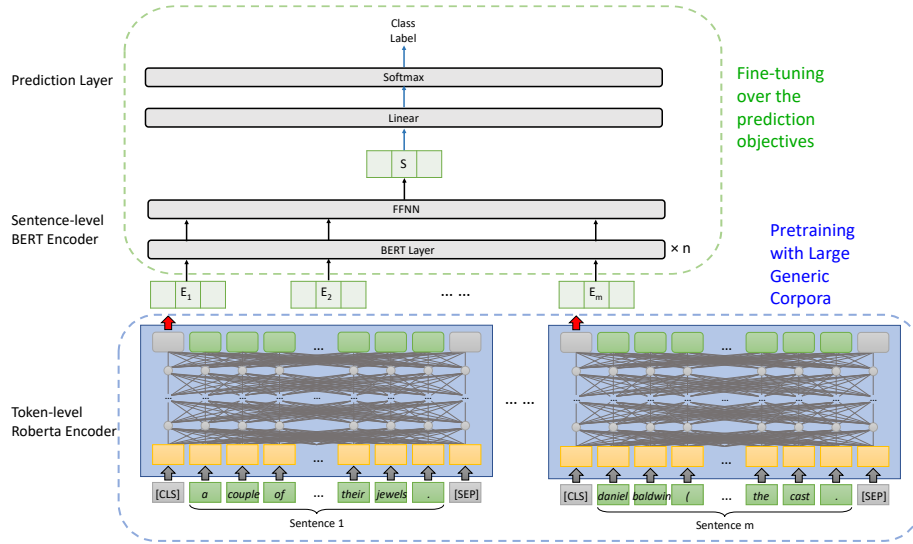 Class
Label
Prediction Layer
Softmax
Linear
Fine-tuning
over the
prediction
objectives
S
Sentence-level
BERT Encoder
FFNN
BERT Layer
× n
Pretraining
with Large
Generic
Corpora
E1
E2
... ...
Em
...
...
... ...
Token-level
Roberta Encoder
...
...
[CLS] a couple of ... their jewels . [SEP]
[CLS] daniel baldwin ( ... the cast . [SEP]
Sentence 1
Sentence m